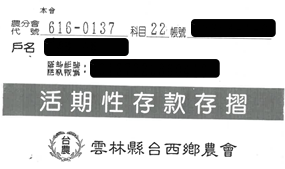 本會
農分會代號 616-0137 科目 22 帳號
戶名
活期性存款存摺
台農 雲林縣台西鄉農會